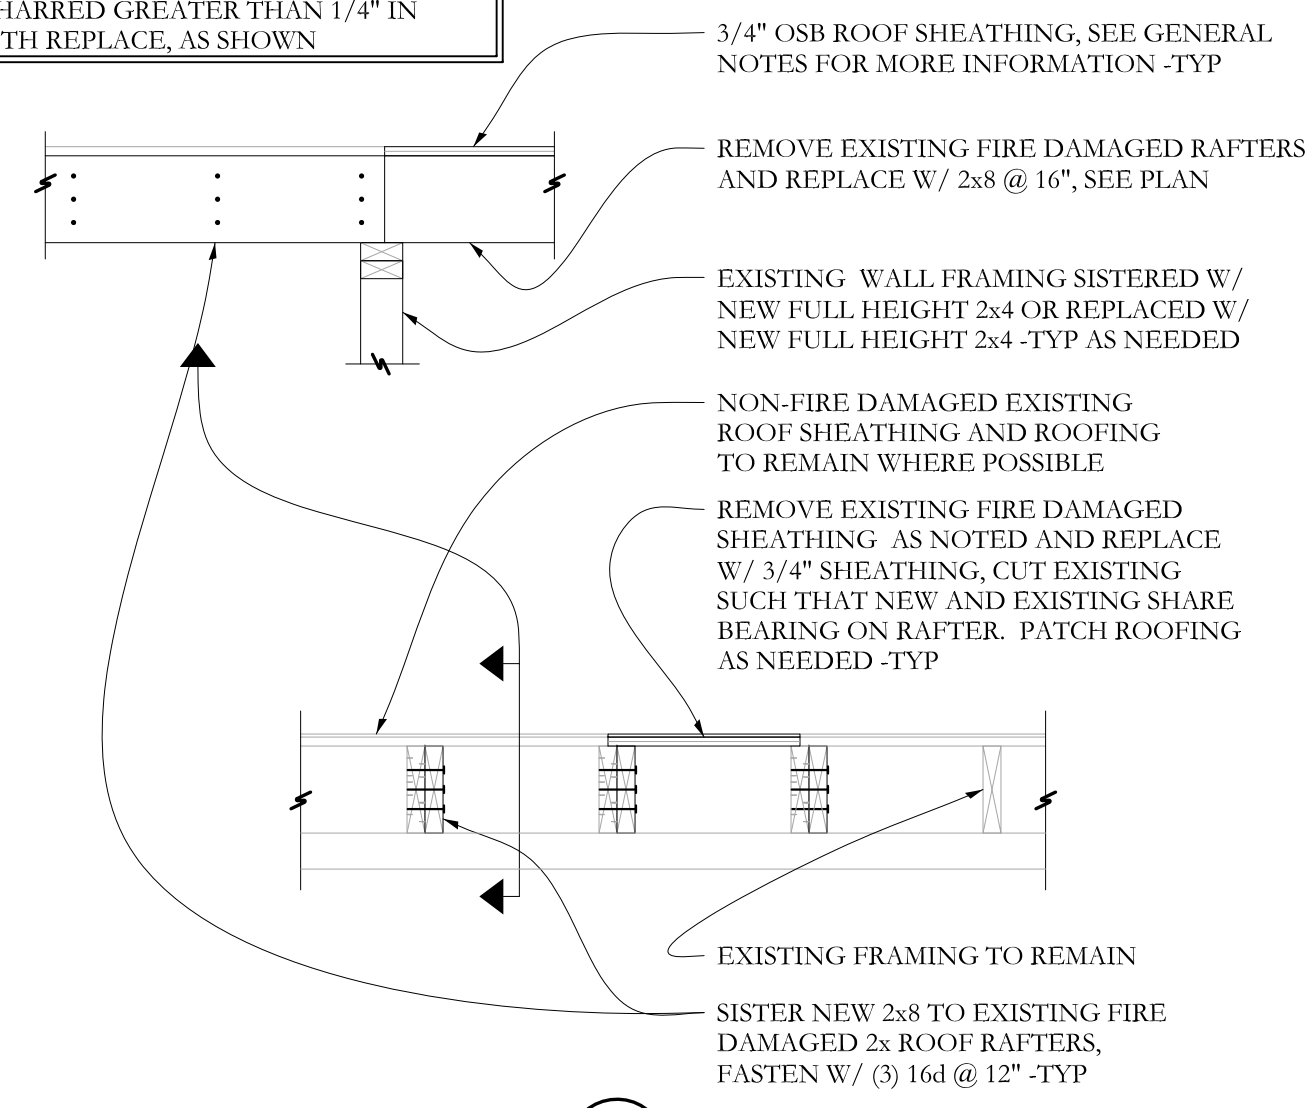 HARRED GREATER THAN 1/4" IN
TH REPLACE, AS SHOWN
3/4" OSB ROOF SHEATHING, SEE GENERAL
NOTES FOR MORE INFORMATION -TYP
REMOVE EXISTING FIRE DAMAGED RAFTERS
AND REPLACE W/ 2x8 @ 16", SEE PLAN
EXISTING  WALL FRAMING SISTERED W/
NEW FULL HEIGHT 2x4 OR REPLACED W/
NEW FULL HEIGHT 2x4 -TYP AS NEEDED
NON-FIRE DAMAGED EXISTING
ROOF SHEATHING AND ROOFING
TO REMAIN WHERE POSSIBLE
REMOVE EXISTING FIRE DAMAGED
SHEATHING  AS NOTED AND REPLACE
W/ 3/4" SHEATHING, CUT EXISTING
SUCH THAT NEW AND EXISTING SHARE
BEARING ON RAFTER.  PATCH ROOFING
AS NEEDED -TYP
EXISTING FRAMING TO REMAIN
SISTER NEW 2x8 TO EXISTING FIRE
DAMAGED 2x ROOF RAFTERS,
FASTEN W/ (3) 16d @ 12" -TYP